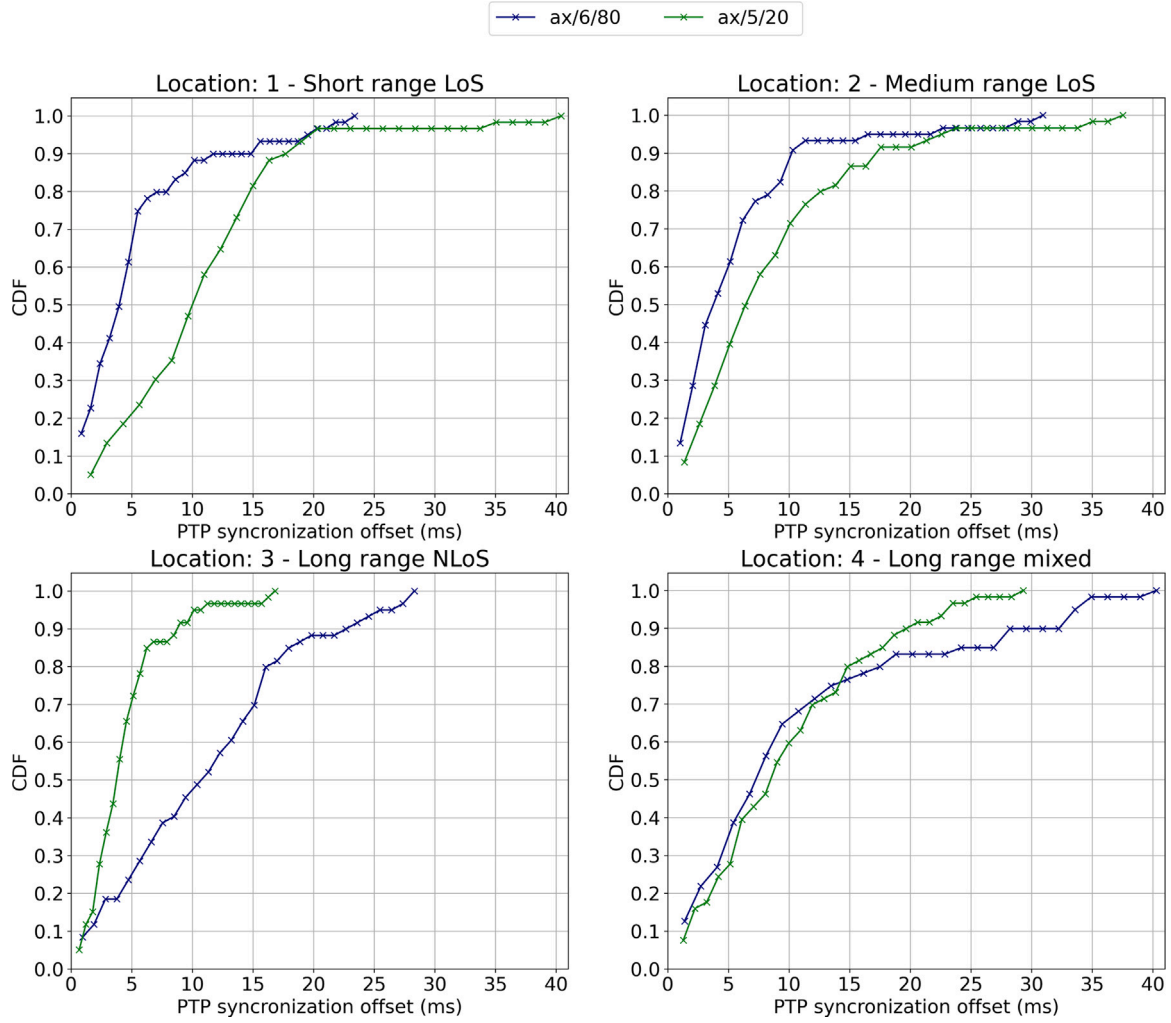 ax/6/80 ax/5/20
Location: 1 - Short range LoS
CDF
1.0
0.9
0.8
0.7
0.6
0.5
0.4
0.3
0.2
0.1
0.0
0 5 10 15 20 25 30 35 40
PTP syncronization offset (ms)
Location: 2 - Medium range LoS
CDF
1.0
0.9
0.8
0.7
0.6
0.5
0.4
0.3
0.2
0.1
0.0
0 5 10 15 20 25 30 35 40
PTP syncronization offset (ms)
Location: 3 - Long range NLoS
CDF
1.0
0.9
0.8
0.7
0.6
0.5
0.4
0.3
0.2
0.1
0.0
0 5 10 15 20 25 30 35 40
PTP syncronization offset (ms)
Location: 4 - Long range mixed
CDF
1.0
0.9
0.8
0.7
0.6
0.5
0.4
0.3
0.2
0.1
0.0
0 5 10 15 20 25 30 35 40
PTP syncronization offset (ms)